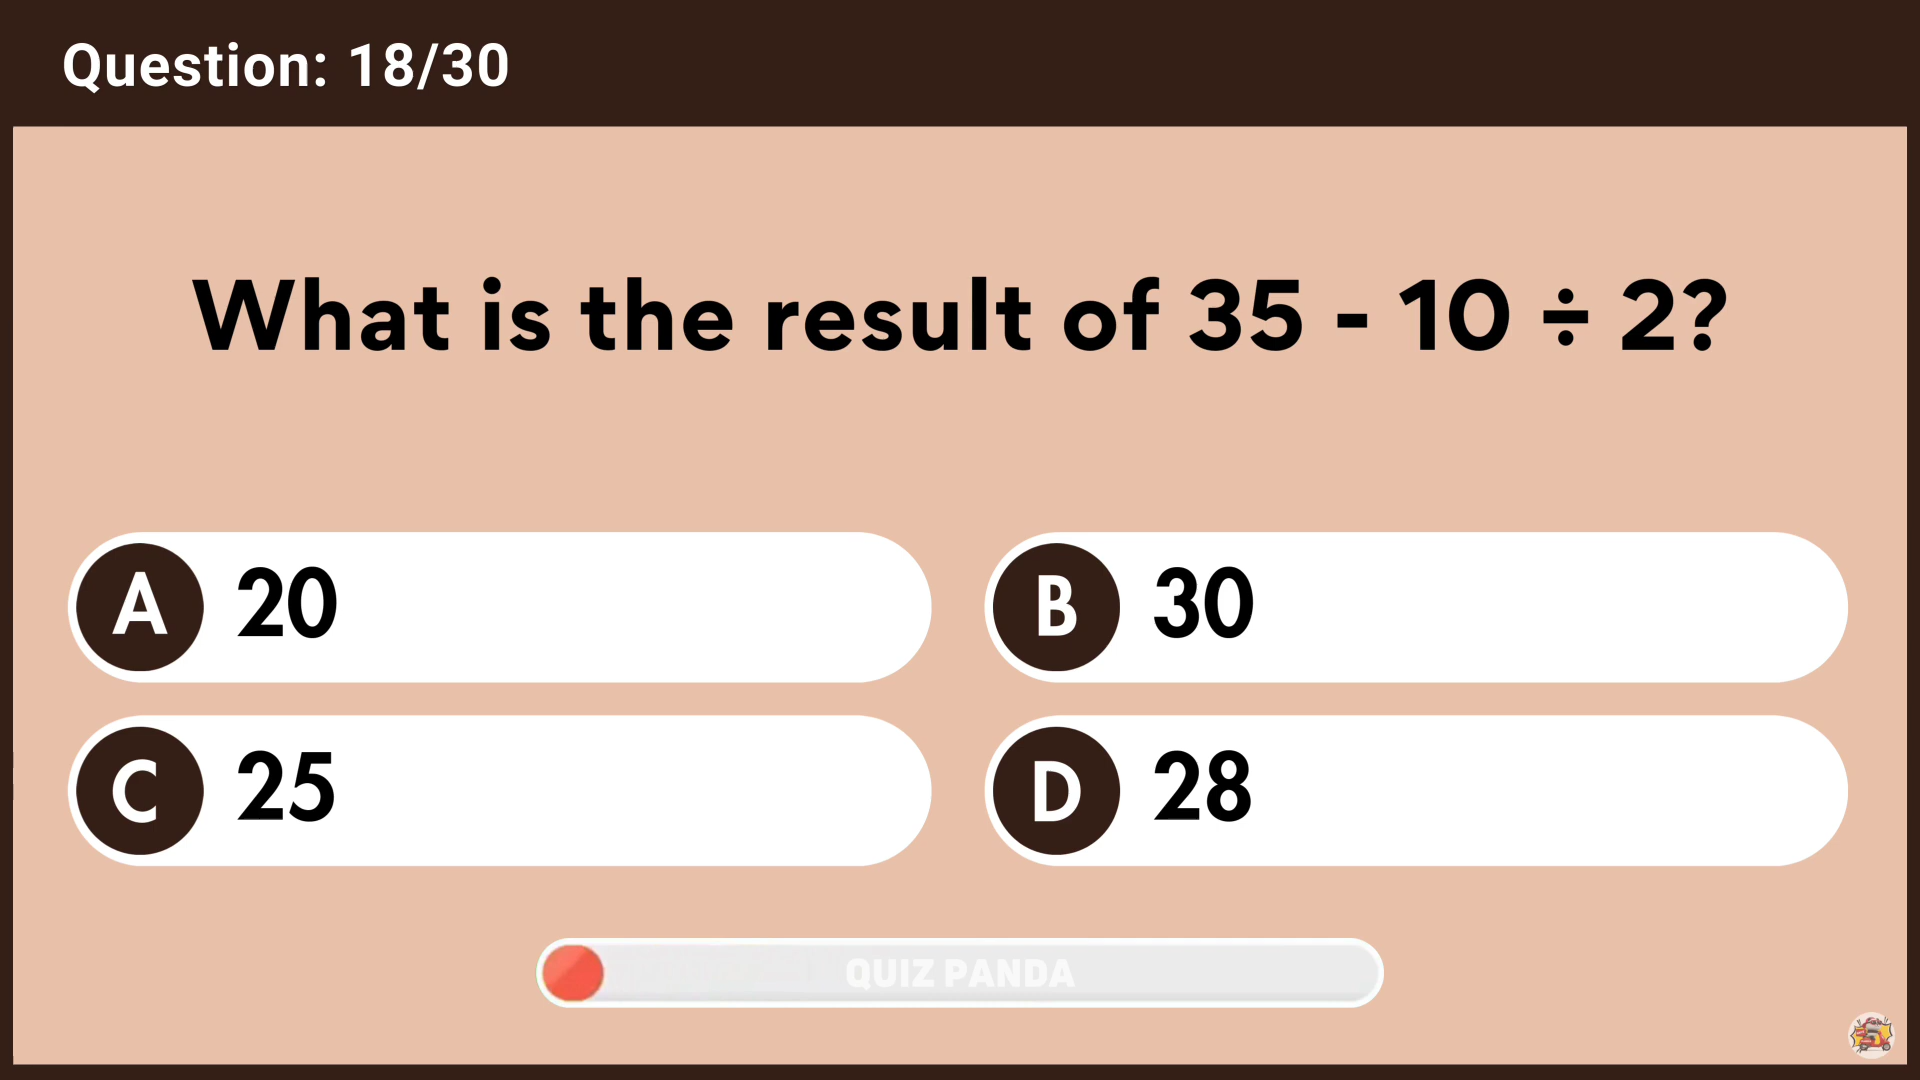 Question: 18/30
What is the result of 35 - 10 ÷ 2?
A 20
B 30
C 25
D 28
QUIZ PANDA